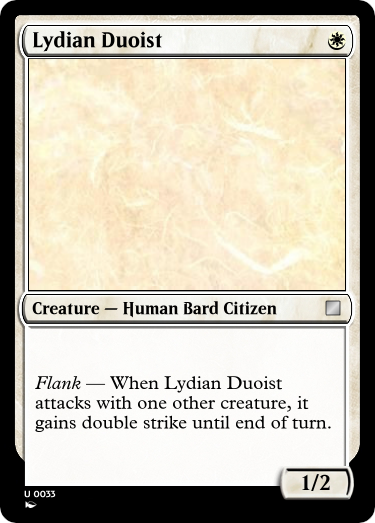 Lydian Duoist
Creature — Human Bard Citizen
Flank — When Lydian Duoist
attacks with one other creature, it
gains double strike until end of turn.
1/2
U 0033